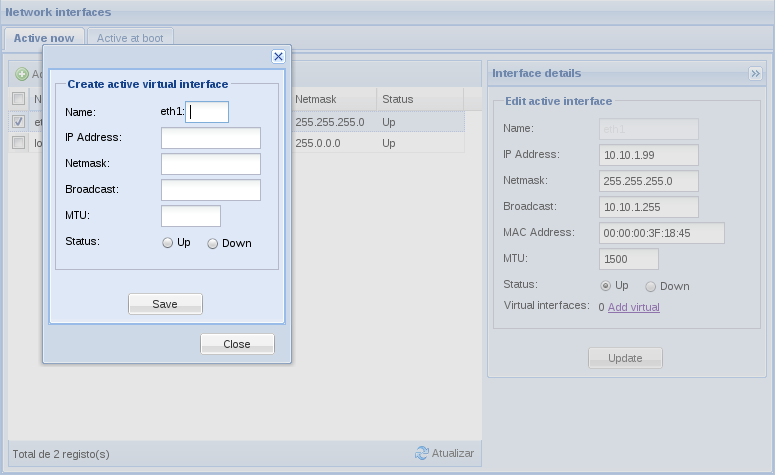 Network interfaces
Active now
Active at boot
Netmask
Status
255.255.255.0
Up
255.0.0.0
Up
Create active virtual interface
Name:
eth1:
IP Address:
Netmask:
Broadcast:
MTU:
Status:
Up
Down
Save
Close
Interface details
Edit active interface
Name:
eth1
IP Address:
10.10.1.99
Netmask:
255.255.255.0
Broadcast:
10.10.1.255
MAC Address:
00:00:00:3F:18:45
MTU:
1500
Status:
Up
Down
Virtual interfaces:
0 Add virtual
Update
Total de 2 registo(s)
Atualizar